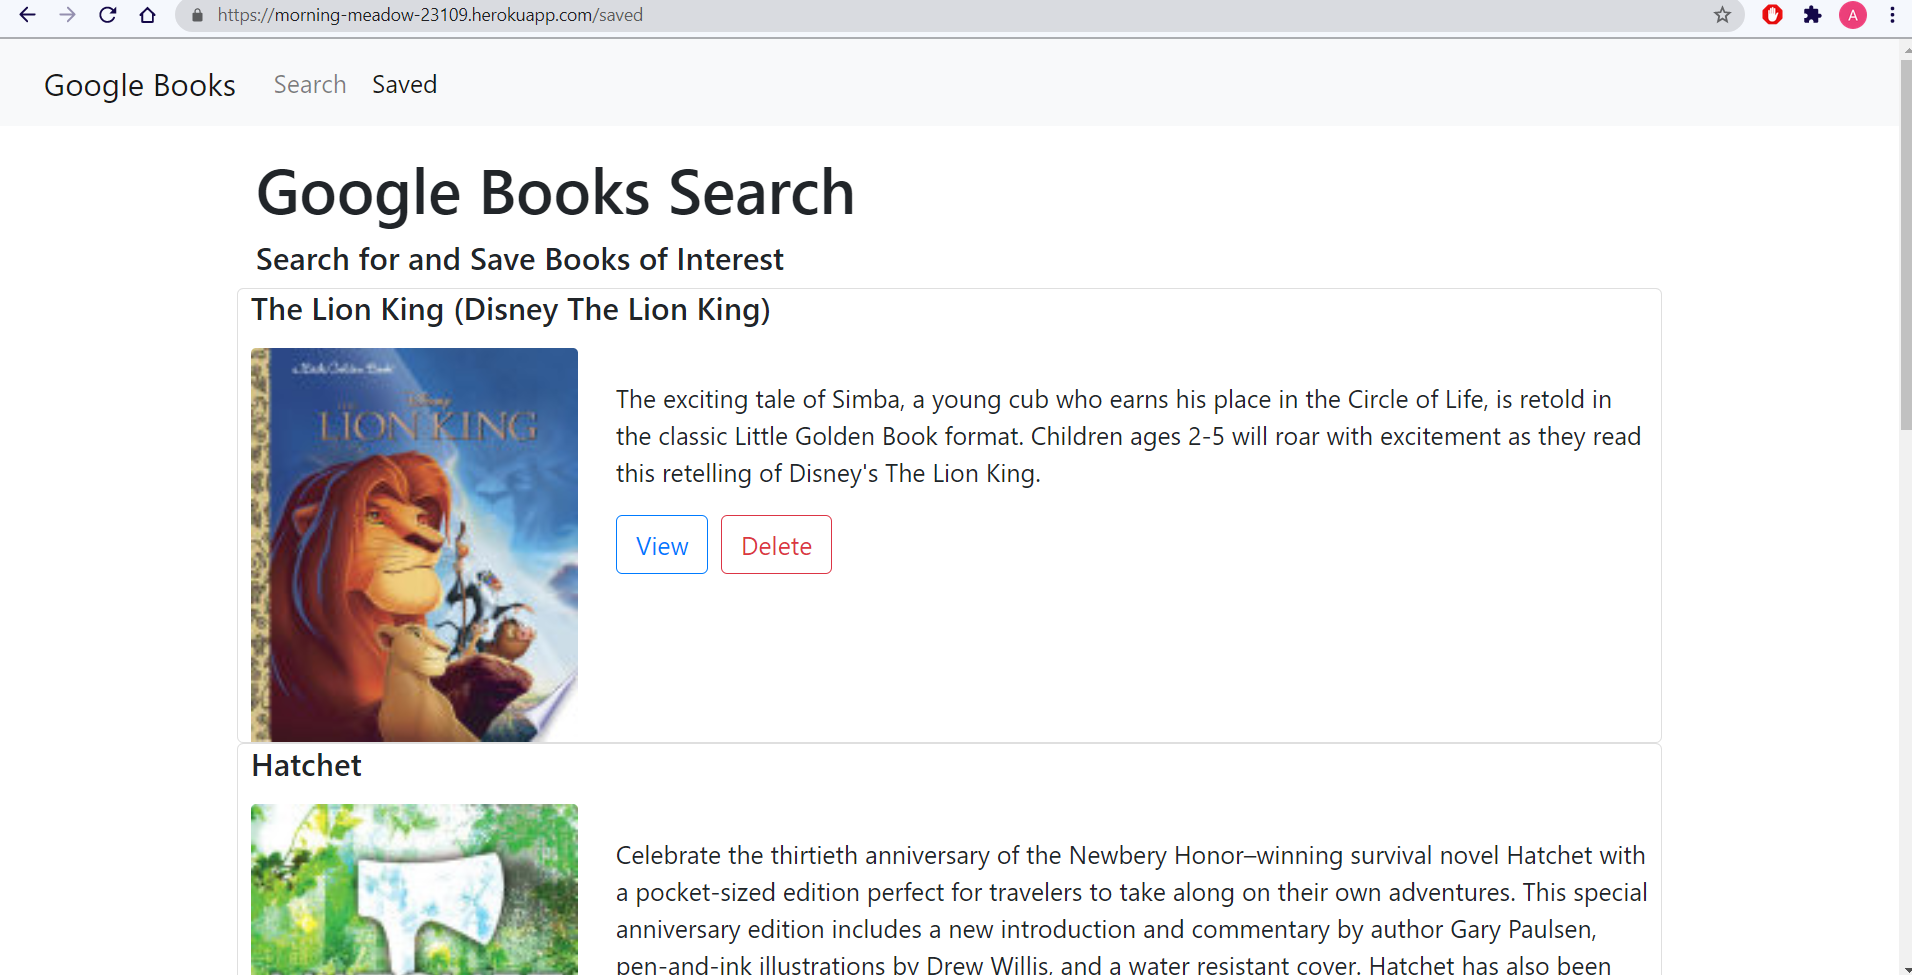 https://morning-meadow-23109.herokuapp.com/saved
A
Google Books Search Saved
Google Books Search
Search for and Save Books of Interest
The Lion King (Disney The Lion King)
a Little Golden Book
Disney
THE
LION KING
The exciting tale of Simba, a young cub who earns his place in the Circle of Life, is retold in
the classic Little Golden Book format. Children ages 2-5 will roar with excitement as they read
this retelling of Disney's The Lion King.
View Delete
Hatchet
Celebrate the thirtieth anniversary of the Newbery Honor–winning survival novel Hatchet with
a pocket-sized edition perfect for travelers to take along on their own adventures. This special
anniversary edition includes a new introduction and commentary by author Gary Paulsen,
pen-and-ink illustrations by Drew Willis, and a water resistant cover. Hatchet has also been